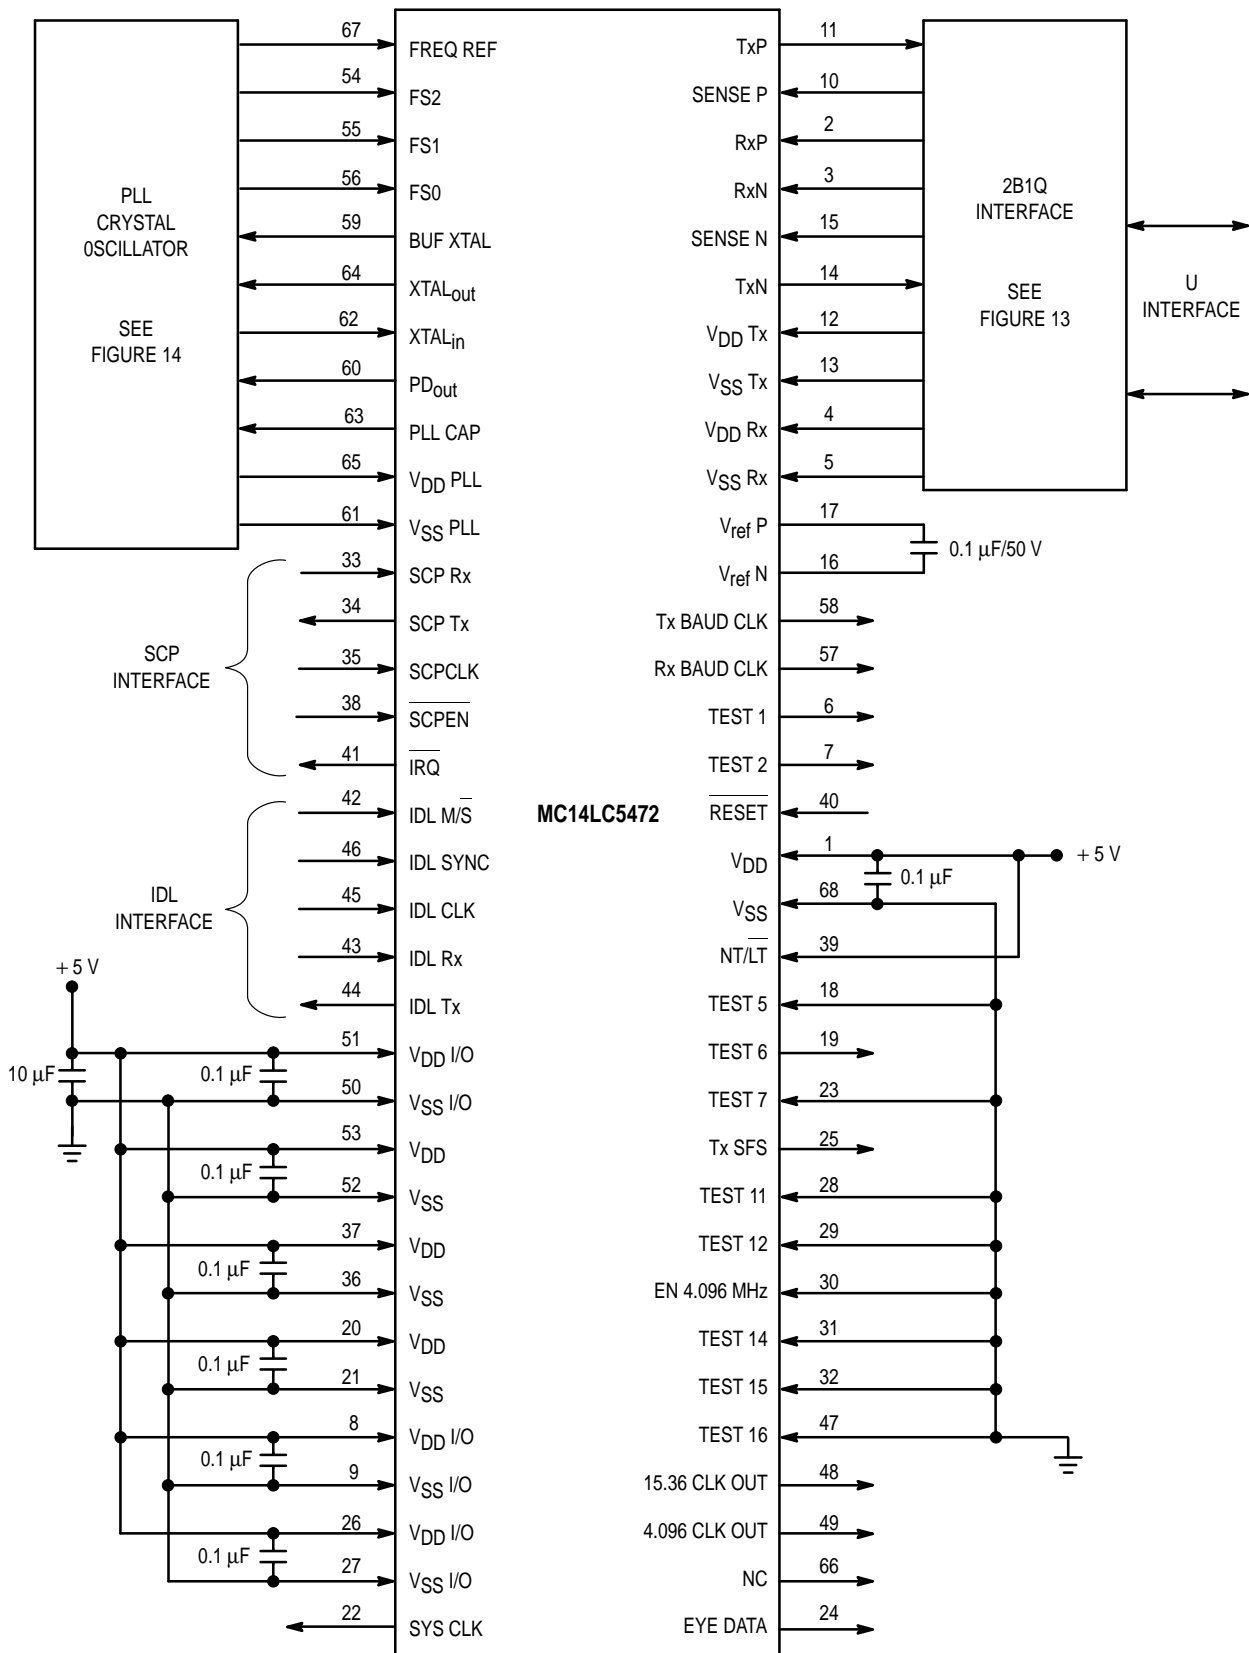 PLL
CRYSTAL
0SCILLATOR
SEE
FIGURE 14
67 FREQ REF
54 FS2
55 FS1
56 FS0
59 BUF XTAL
64 XTALout
62 XTALin
60 PDout
63 PLL CAP
65 VDD PLL
61 VSS PLL
SCP
INTERFACE
33 SCP Rx
34 SCP Tx
35 SCPCLK
38 SCPEN
41 IRQ
IDL
INTERFACE
42 IDL M/S
46 IDL SYNC
45 IDL CLK
43 IDL Rx
44 IDL Tx
+ 5 V
10 µF
51 VDD I/O
0.1 µF
50 VSS I/O
53 VDD
0.1 µF
52 VSS
37 VDD
0.1 µF
36 VSS
20 VDD
0.1 µF
21 VSS
8 VDD I/O
0.1 µF
9 VSS I/O
26 VDD I/O
0.1 µF
27 VSS I/O
22 SYS CLK
MC14LC5472
TxP 11
SENSE P 10
RxP 2
RxN 3
SENSE N 15
TxN 14
VDD Tx 12
VSS Tx 13
VDD Rx 4
VSS Rx 5
Vref P 17
0.1 µF/50 V
Vref N 16
Tx BAUD CLK 58
Rx BAUD CLK 57
TEST 1 6
TEST 2 7
RESET 40
VDD 1
+ 5 V
0.1 µF
VSS 68
NT/LT 39
TEST 5 18
TEST 6 19
TEST 7 23
Tx SFS 25
TEST 11 28
TEST 12 29
EN 4.096 MHz 30
TEST 14 31
TEST 15 32
TEST 16 47
15.36 CLK OUT 48
4.096 CLK OUT 49
NC 66
EYE DATA 24
2B1Q
INTERFACE
SEE
FIGURE 13
U
INTERFACE